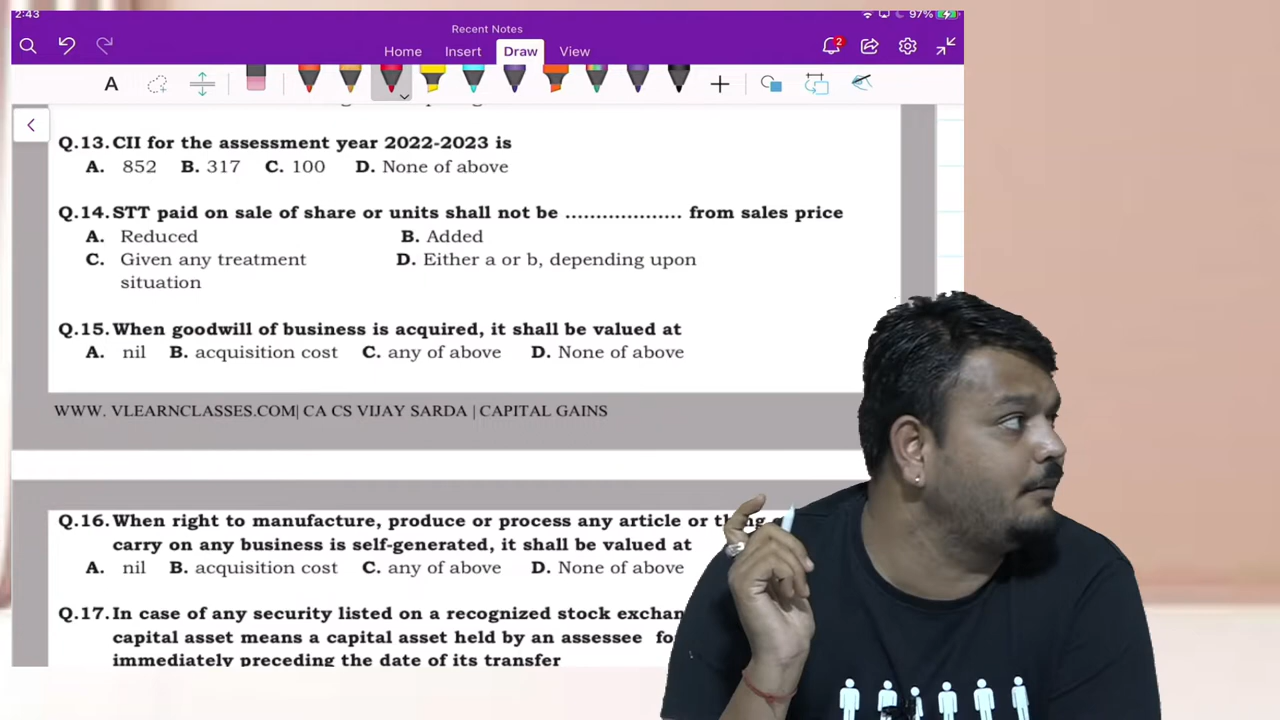 2:43
97%
Recent Notes
Home Insert Draw View
2
A
Q.13. CII for the assessment year 2022-2023 is
A. 852 B. 317 C. 100 D. None of above
Q.14. STT paid on sale of share or units shall not be ................... from sales price
A. Reduced B. Added
C. Given any treatment D. Either a or b, depending upon
situation
Q.15. When goodwill of business is acquired, it shall be valued at
A. nil B. acquisition cost C. any of above D. None of above
WWW. VLEARNCLASSES.COM| CA CS VIJAY SARDA | CAPITAL GAINS
Q.16. When right to manufacture, produce or process any article or thing
carry on any business is self-generated, it shall be valued at
A. nil B. acquisition cost C. any of above D. None of above
Q.17. In case of any security listed on a recognized stock
capital asset means a capital asset held by an assessee
immediately preceding the date of its transfer